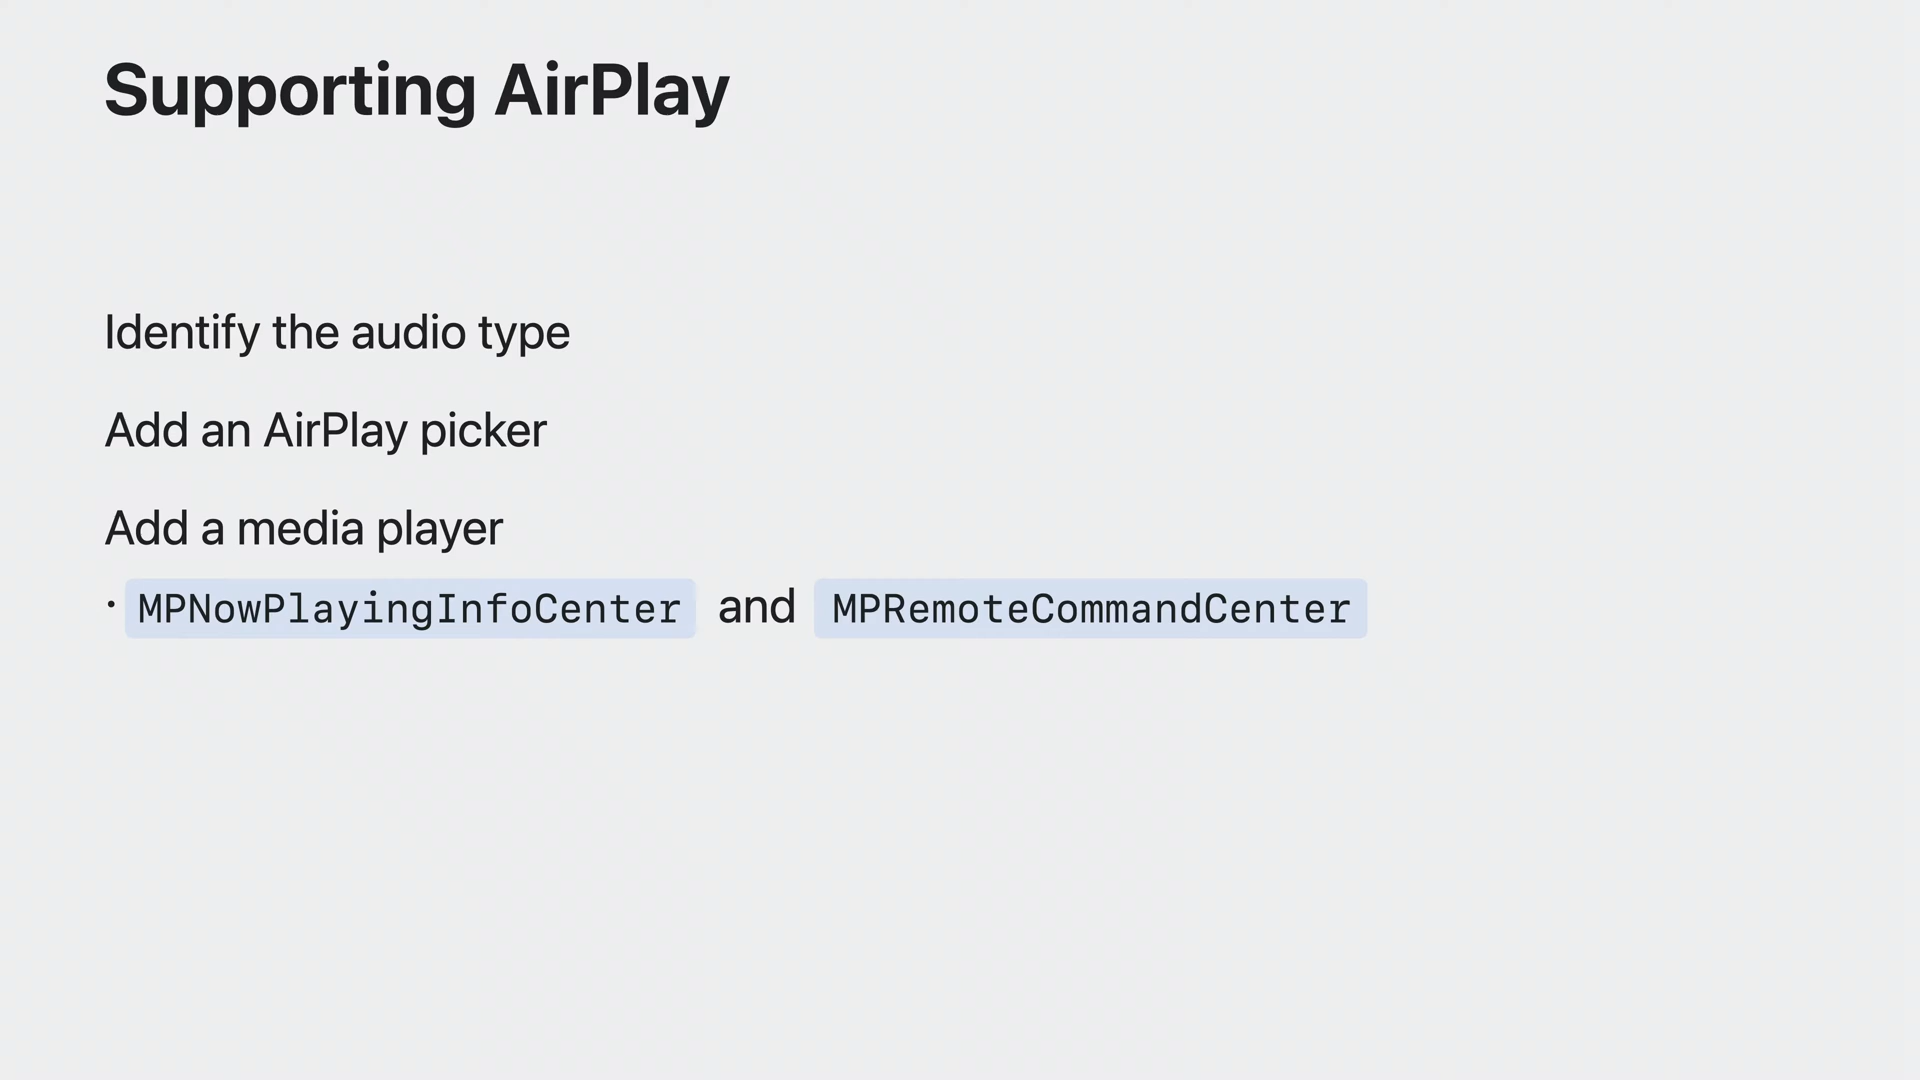 Supporting AirPlay
Identify the audio type
Add an AirPlay picker
Add a media player
· MPNowPlayingInfoCenter and MPRemoteCommandCenter